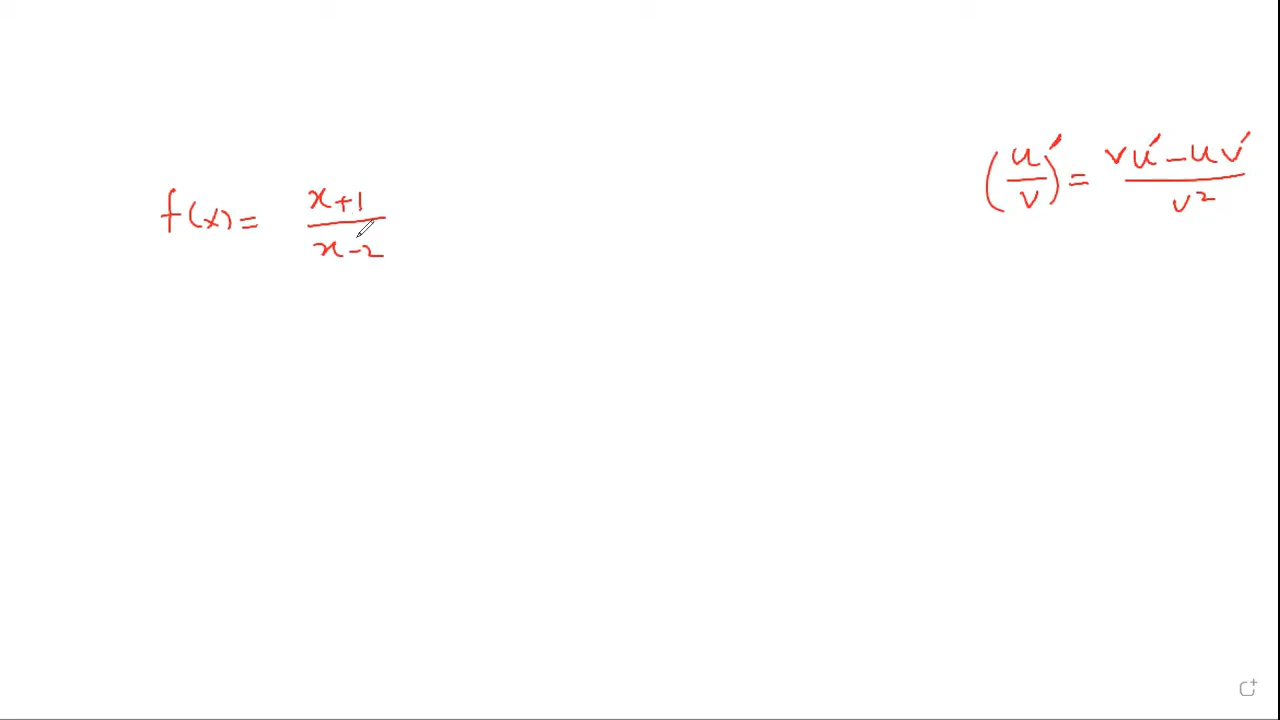 f(x) = x+1 / x-2
(u/v)′ = vu′ - uv′ / v²